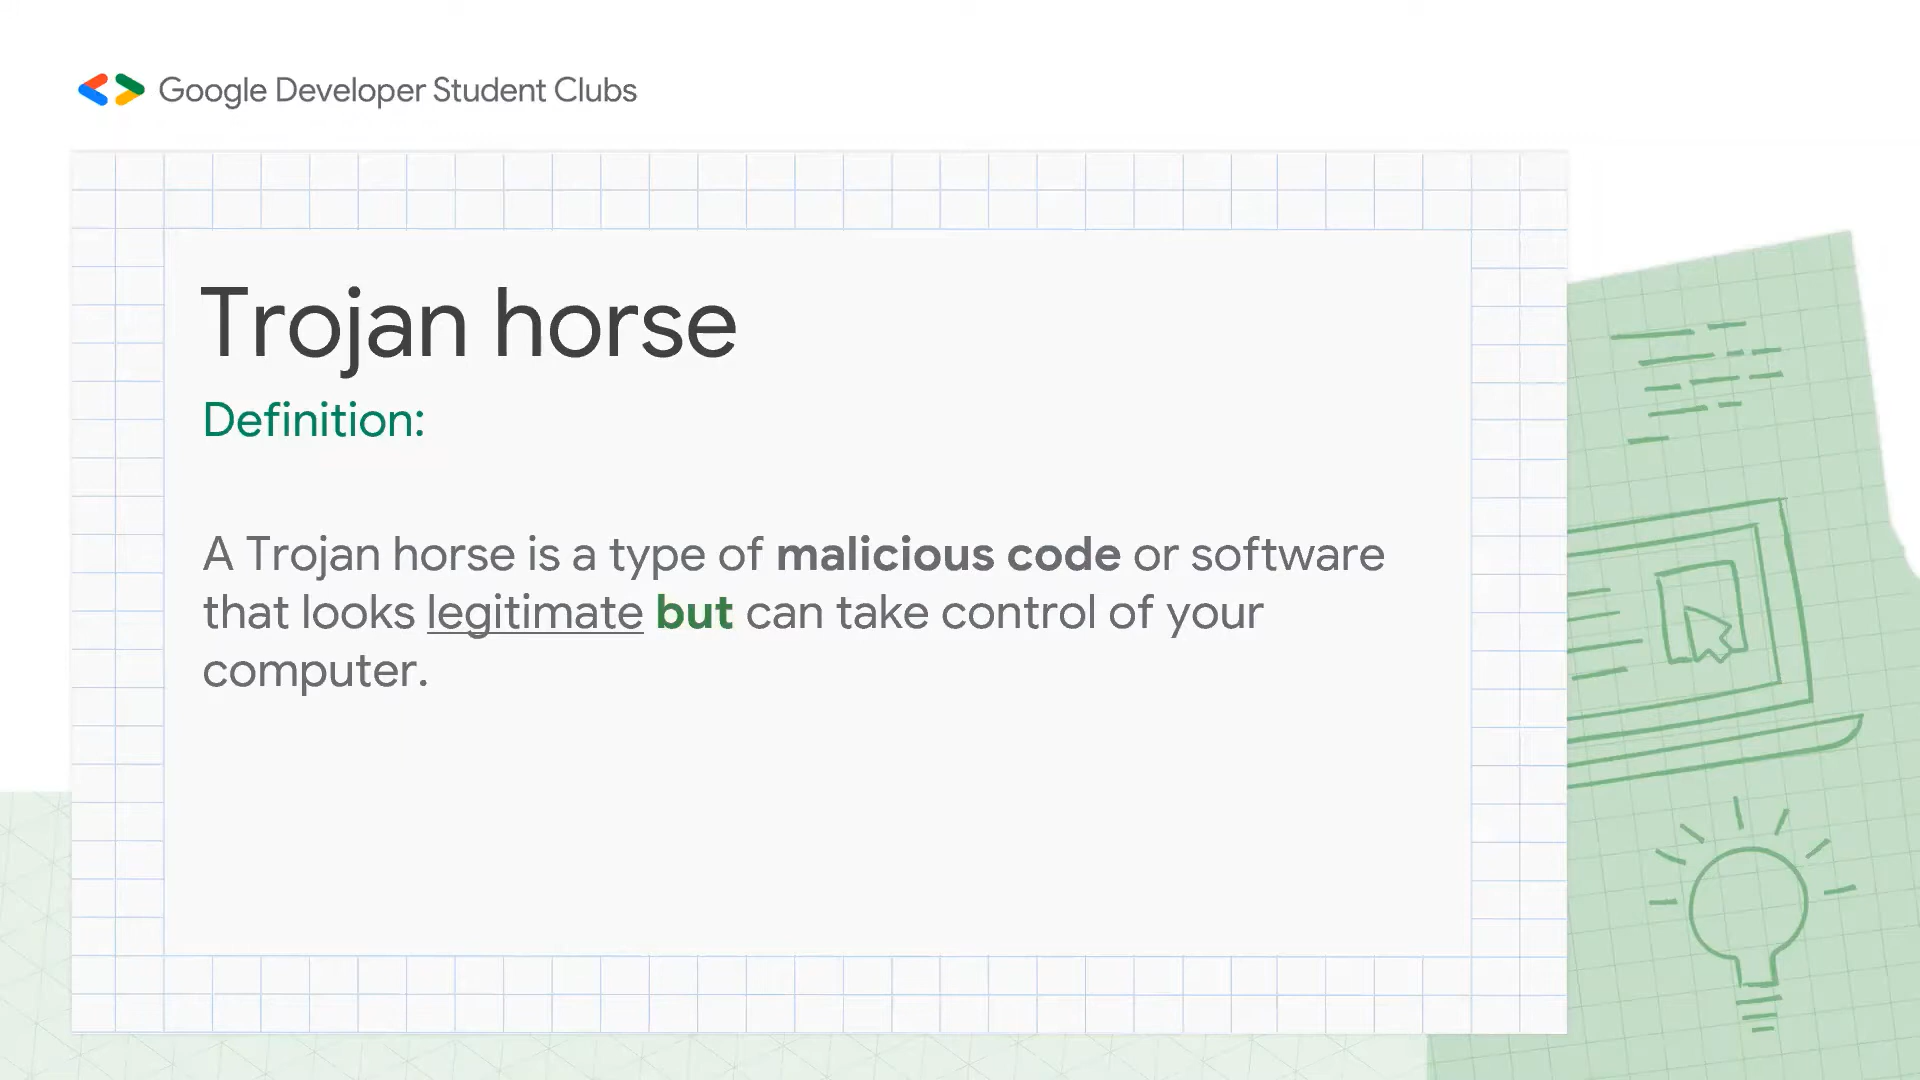 Google Developer Student Clubs
Trojan horse
Definition:
A Trojan horse is a type of malicious code or software
that looks legitimate but can take control of your
computer.